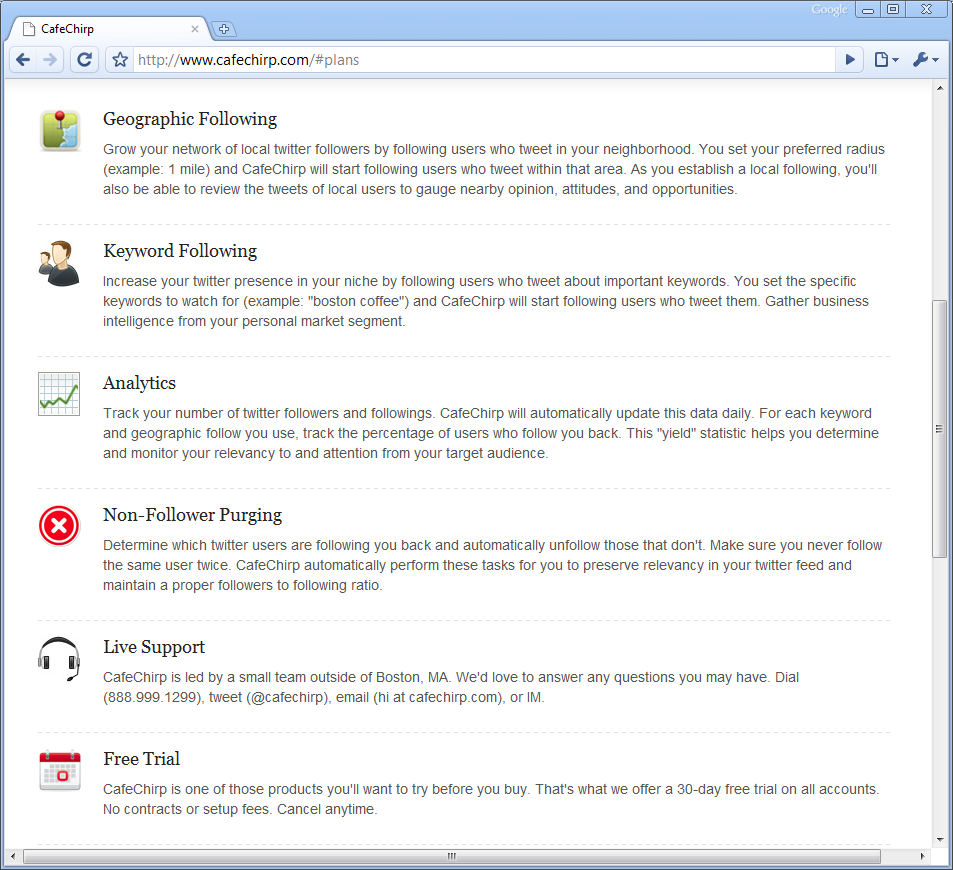 Google
CafeChirp
http://www.cafechirp.com/#plans
Geographic Following
Grow your network of local twitter followers by following users who tweet in your neighborhood. You set your preferred radius
(example: 1 mile) and CafeChirp will start following users who tweet within that area. As you establish a local following, you'll
also be able to review the tweets of local users to gauge nearby opinion, attitudes, and opportunities.
Keyword Following
Increase your twitter presence in your niche by following users who tweet about important keywords. You set the specific
keywords to watch for (example: "boston coffee") and CafeChirp will start following users who tweet them. Gather business
intelligence from your personal market segment.
Analytics
Track your number of twitter followers and followings. CafeChirp will automatically update this data daily. For each keyword
and geographic follow you use, track the percentage of users who follow you back. This "yield" statistic helps you determine
and monitor your relevancy to and attention from your target audience.
Non-Follower Purging
Determine which twitter users are following you back and automatically unfollow those that don't. Make sure you never follow
the same user twice. CafeChirp automatically perform these tasks for you to preserve relevancy in your twitter feed and
maintain a proper followers to following ratio.
Live Support
CafeChirp is led by a small team outside of Boston, MA. We'd love to answer any questions you may have. Dial
(888.999.1299), tweet (@cafechirp), email (hi at cafechirp.com), or IM.
Free Trial
CafeChirp is one of those products you'll want to try before you buy. That's what we offer a 30-day free trial on all accounts.
No contracts or setup fees. Cancel anytime.